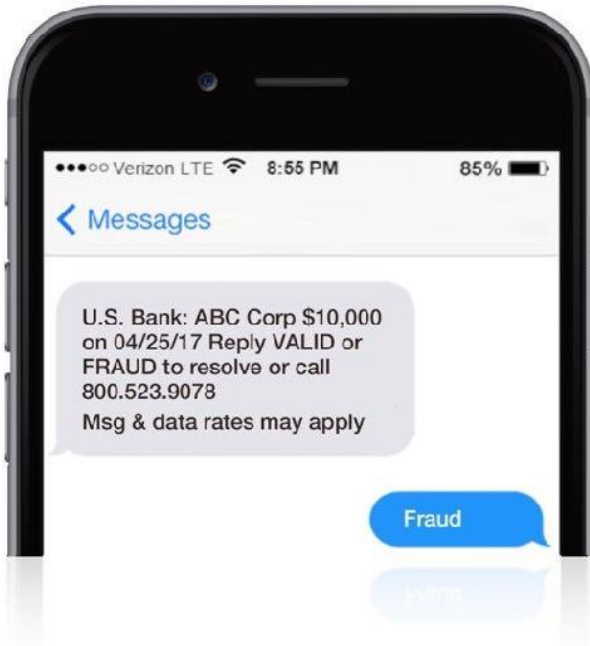 ●●●○○ Verizon LTE 8:55 PM 85%
Messages
U.S. Bank: ABC Corp $10,000
on 04/25/17 Reply VALID or
FRAUD to resolve or call
800.523.9078
Msg & data rates may apply
Fraud